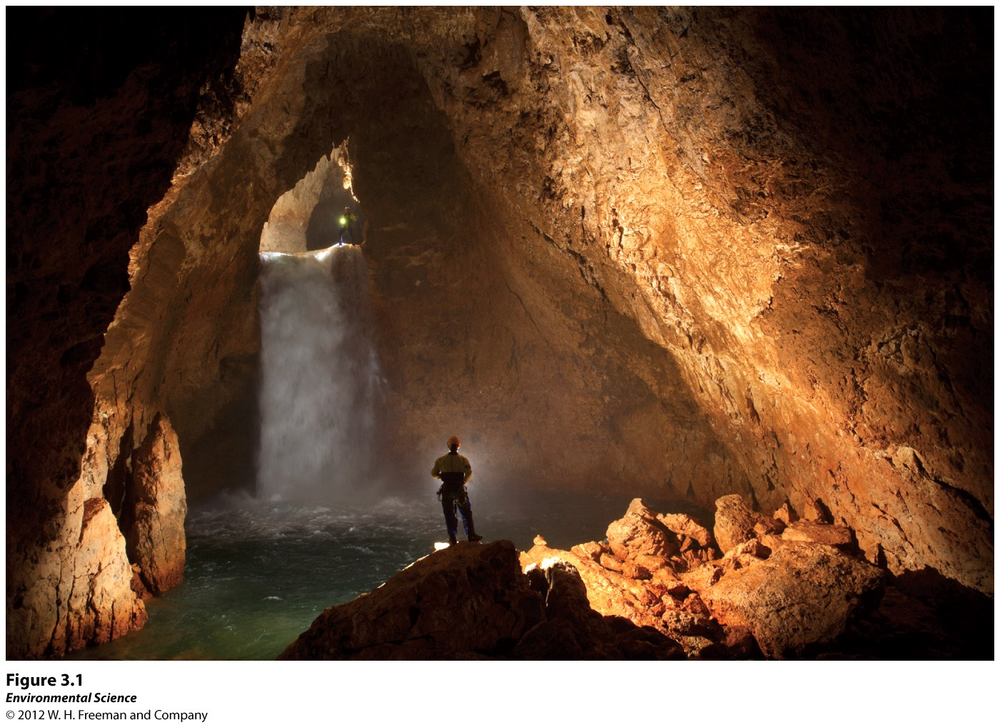 Figure 3.1
Environmental Science
© 2012 W. H. Freeman and Company